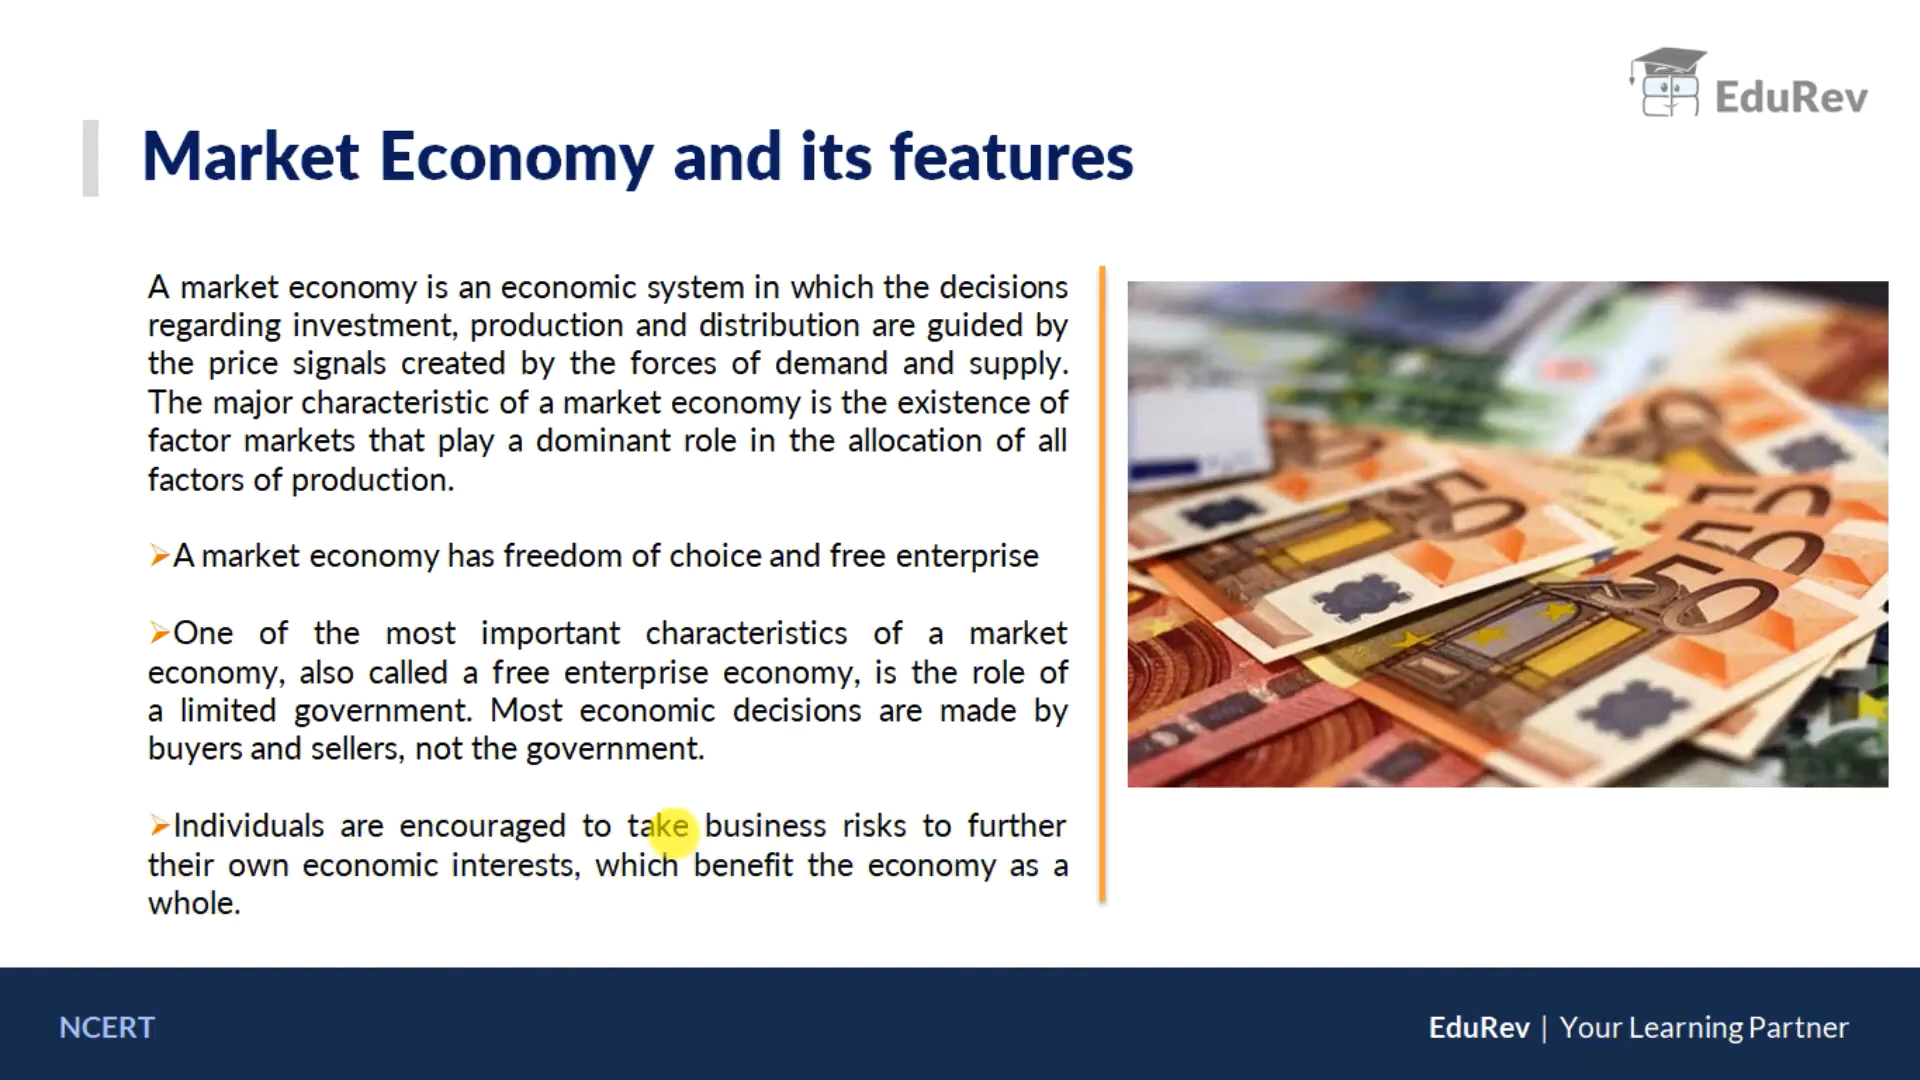 EduRev
Market Economy and its features
A market economy is an economic system in which the decisions
regarding investment, production and distribution are guided by
the price signals created by the forces of demand and supply.
The major characteristic of a market economy is the existence of
factor markets that play a dominant role in the allocation of all
factors of production.
➢A market economy has freedom of choice and free enterprise
➢One of the most important characteristics of a market
economy, also called a free enterprise economy, is the role of
a limited government. Most economic decisions are made by
buyers and sellers, not the government.
➢Individuals are encouraged to take business risks to further
their own economic interests, which benefit the economy as a
whole.
50
50
50
50
NCERT
EduRev | Your Learning Partner